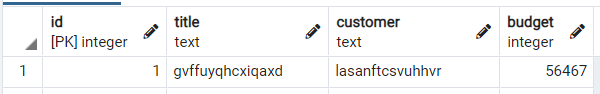 id title customer budget
[PK] integer text text integer
1 1 gvffuyqhcxiqaxd lasanftcsvuhhvr 56467